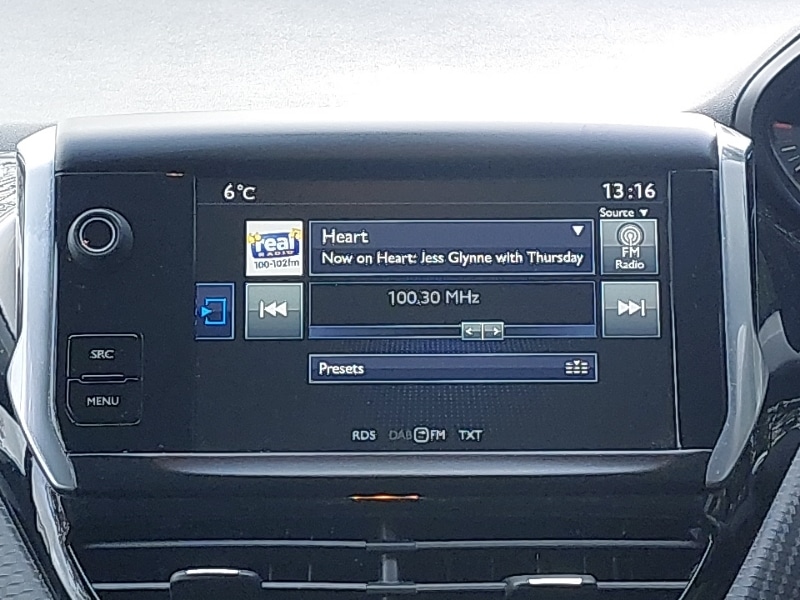 6°C
13:16
Source ▼
real
RADIO
100-102fm
Heart
Now on Heart: Jess Glynne with Thursday
FM
Radio
100.30 MHz
SRC
Presets
MENU
RDS DAB FM TXT